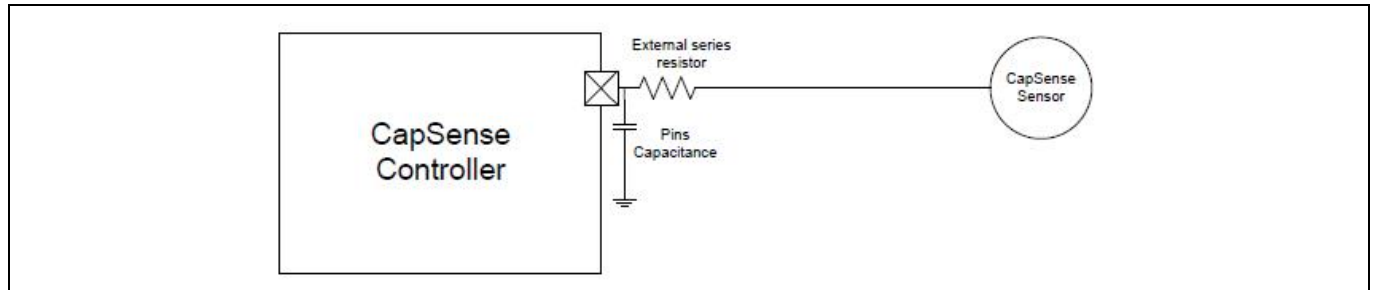 External series
resistor
CapSense
Sensor
CapSense
Controller
Pins
Capacitance